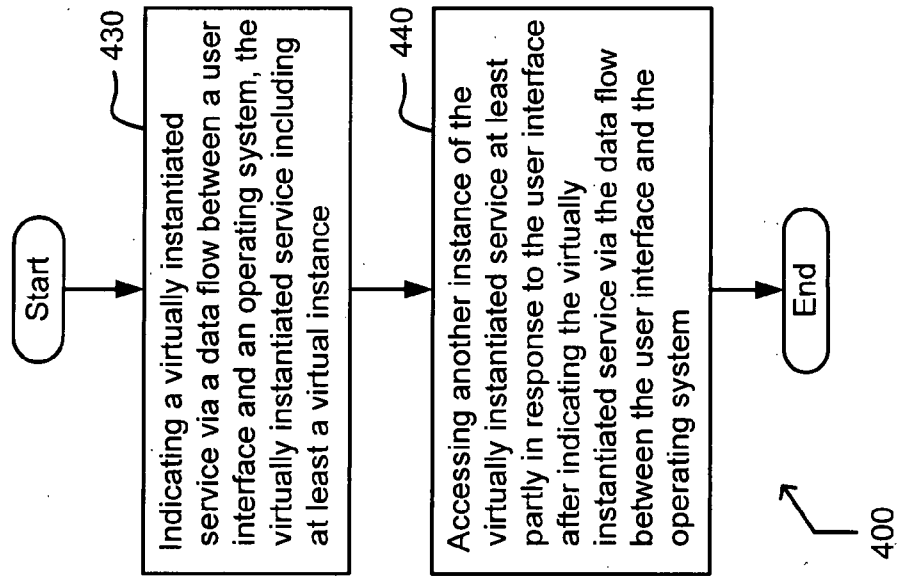 Start
430
Indicating a virtually instantiated
service via a data flow between a user
interface and an operating system, the
virtually instantiated service including
at least a virtual instance
440
Accessing another instance of the
virtually instantiated service at least
partly in response to the user interface
after indicating the virtually
instantiated service via the data flow
between the user interface and the
operating system
End
400